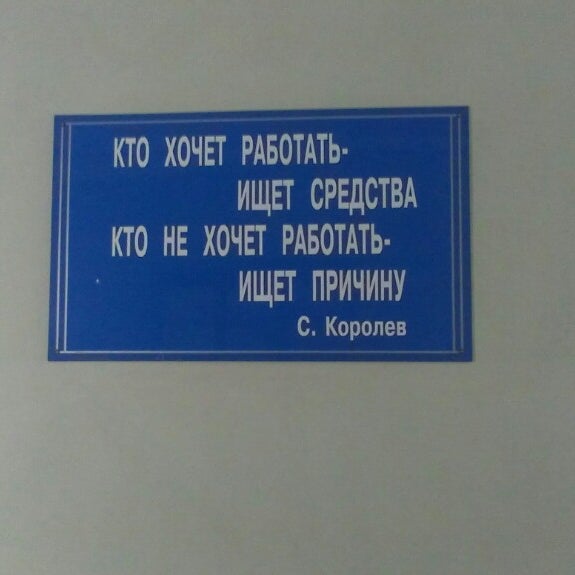 КТО ХОЧЕТ РАБОТАТЬ-
ИЩЕТ СРЕДСТВА
КТО НЕ ХОЧЕТ РАБОТАТЬ-
ИЩЕТ ПРИЧИНУ
С. Королев